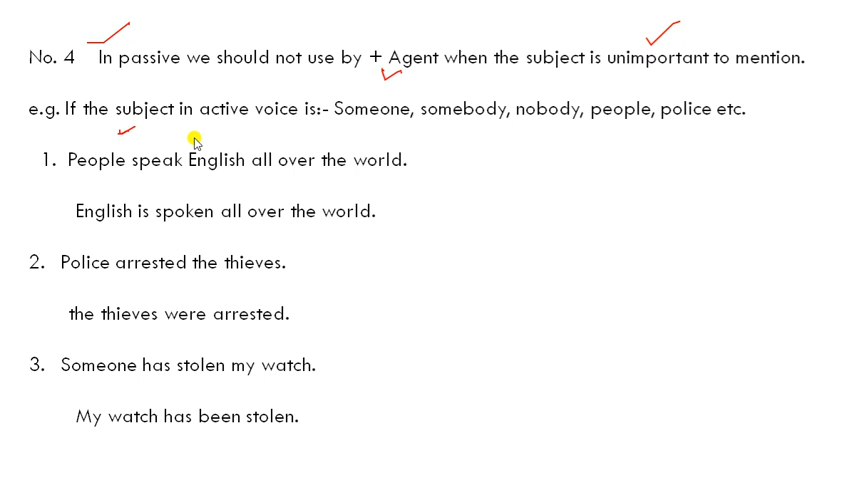 No. 4 In passive we should not use by + Agent when the subject is unimportant to mention.
e.g. If the subject in active voice is:- Someone, somebody, nobody, people, police etc.
1. People speak English all over the world.
English is spoken all over the world.
2. Police arrested the thieves.
the thieves were arrested.
3. Someone has stolen my watch.
My watch has been stolen.